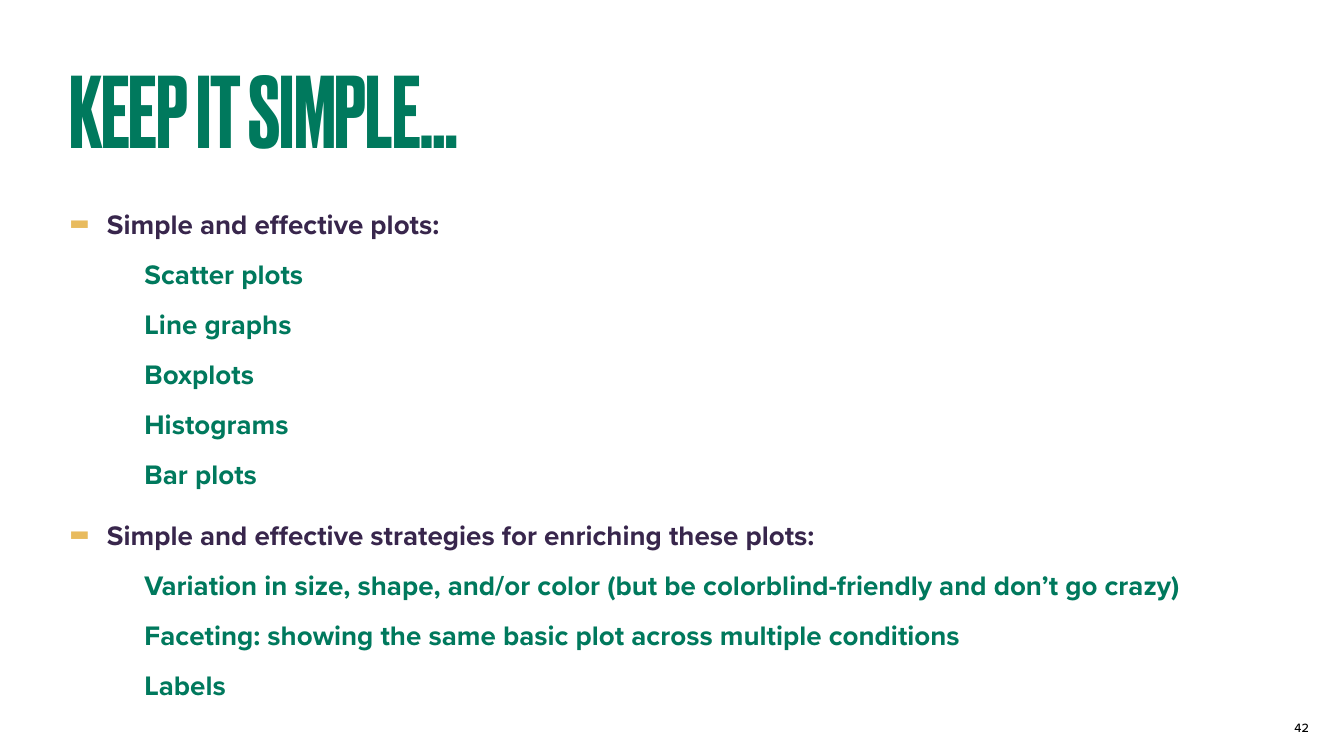 KEEP IT SIMPLE...
Simple and effective plots:
Scatter plots
Line graphs
Boxplots
Histograms
Bar plots
Simple and effective strategies for enriching these plots:
Variation in size, shape, and/or color (but be colorblind-friendly and don’t go crazy)
Faceting: showing the same basic plot across multiple conditions
Labels
42